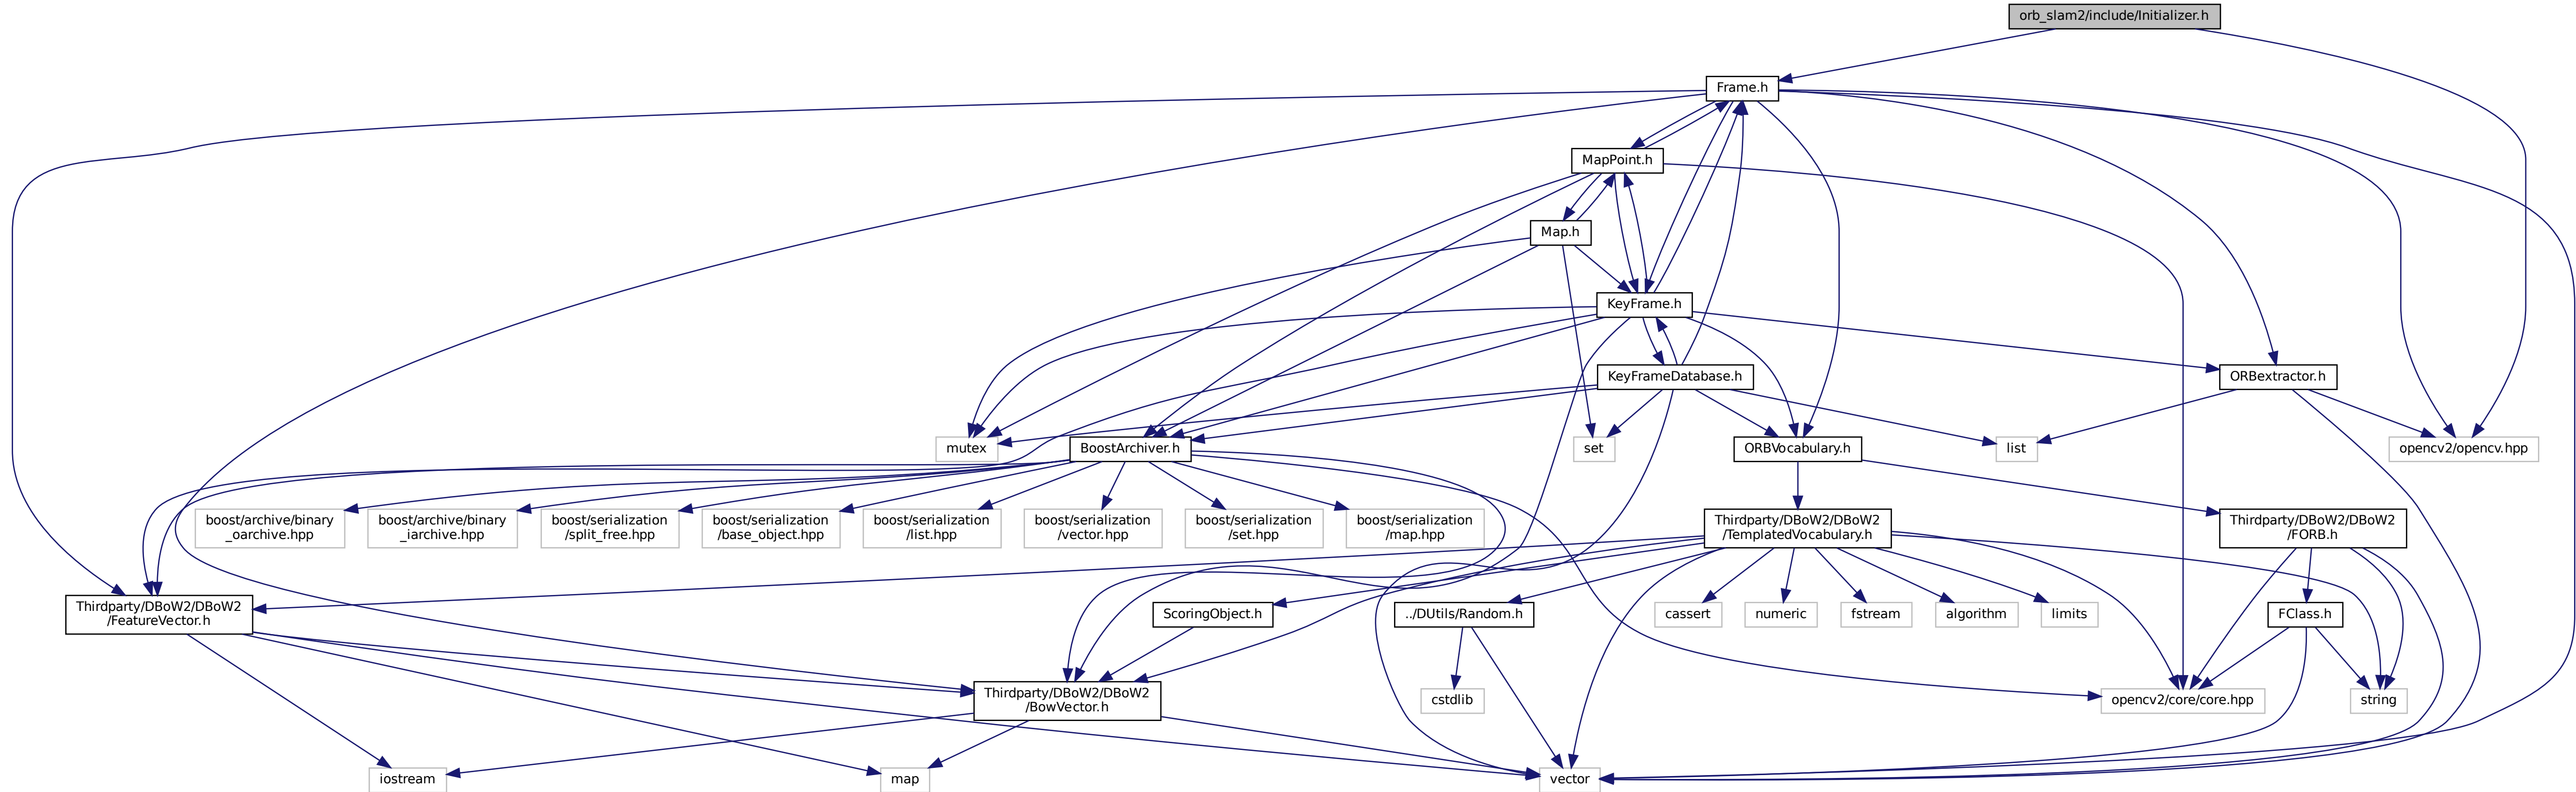 orb_slam2/include/Initializer.h
Frame.h
MapPoint.h
Map.h
KeyFrame.h
KeyFrameDatabase.h
ORBextractor.h
mutex
BoostArchiver.h
set
ORBVocabulary.h
list
opencv2/opencv.hpp
boost/archive/binary
_oarchive.hpp
boost/archive/binary
_iarchive.hpp
boost/serialization
/split_free.hpp
boost/serialization
/base_object.hpp
boost/serialization
/list.hpp
boost/serialization
/vector.hpp
boost/serialization
/set.hpp
boost/serialization
/map.hpp
Thirdparty/DBoW2/DBoW2
/TemplatedVocabulary.h
Thirdparty/DBoW2/DBoW2
/FORB.h
Thirdparty/DBoW2/DBoW2
/FeatureVector.h
ScoringObject.h
../DUtils/Random.h
cassert
numeric
fstream
algorithm
limits
FClass.h
Thirdparty/DBoW2/DBoW2
/BowVector.h
cstdlib
opencv2/core/core.hpp
string
iostream
map
vector